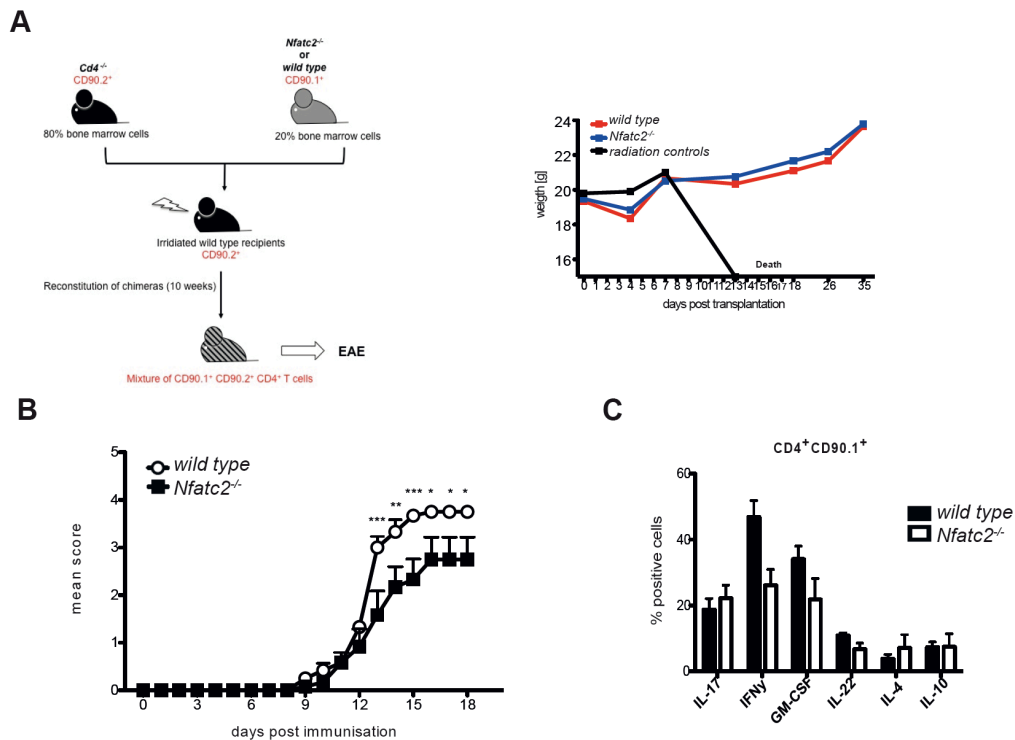 A
Nfatc2-/-
or
wild type
CD90.1+
Cd4-/-
CD90.2+
80% bone marrow cells
20% bone marrow cells
Irridiated wild type recipients
CD90.2+
Reconstitution of chimeras (10 weeks)
EAE
Mixture of CD90.1+ CD90.2+ CD4+ T cells
wild type
Nfatc2-/-
radiation controls
weigth [g]
24
22
20
18
16
Death
0 1 2 3 4 5 6 7 8 9 10 11 12 13 14 15 16 17 18 26 35
days post transplantation
B
wild type
Nfatc2-/-
mean score
5
4
3
2
1
0
*** ** *** * * *
0 3 6 9 12 15 18
days post immunisation
C
CD4+CD90.1+
wild type
Nfatc2-/-
% positive cells
60
40
20
0
IL-17 IFNγ GM-CSF IL-22 IL-4 IL-10